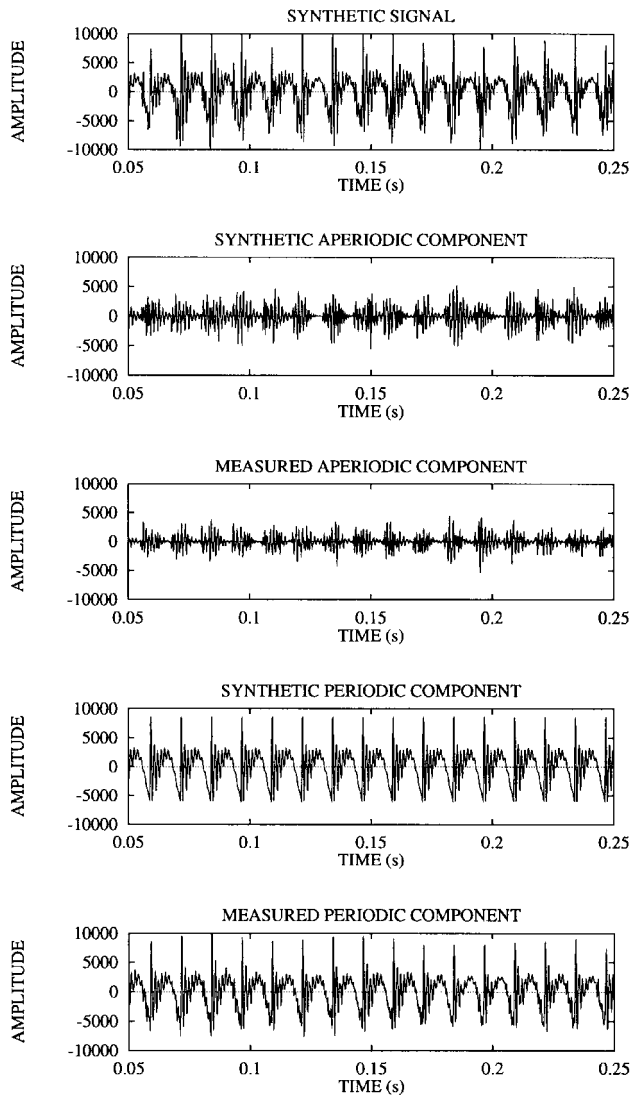 SYNTHETIC SIGNAL
AMPLITUDE
10000
5000
0
-5000
-10000
0.05 0.1 0.15 0.2 0.25
TIME (s)
SYNTHETIC APERIODIC COMPONENT
AMPLITUDE
10000
5000
0
-5000
-10000
0.05 0.1 0.15 0.2 0.25
TIME (s)
MEASURED APERIODIC COMPONENT
AMPLITUDE
10000
5000
0
-5000
-10000
0.05 0.1 0.15 0.2 0.25
TIME (s)
SYNTHETIC PERIODIC COMPONENT
AMPLITUDE
10000
5000
0
-5000
-10000
0.05 0.1 0.15 0.2 0.25
TIME (s)
MEASURED PERIODIC COMPONENT
AMPLITUDE
10000
5000
0
-5000
-10000
0.05 0.1 0.15 0.2 0.25
TIME (s)